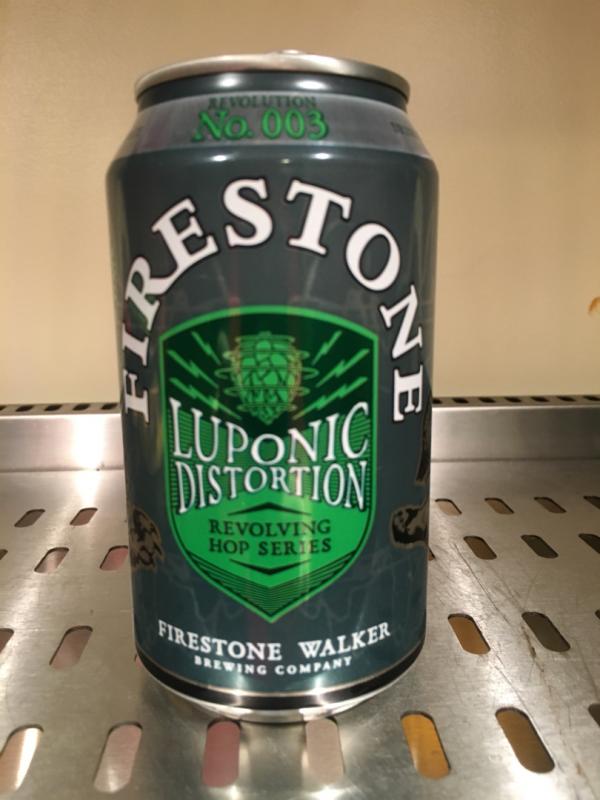 REVOLUTION
No. 003
FIRESTONE
LUPONIC
DISTORTION
REVOLVING
HOP SERIES
FIRESTONE WALKER
BREWING COMPANY